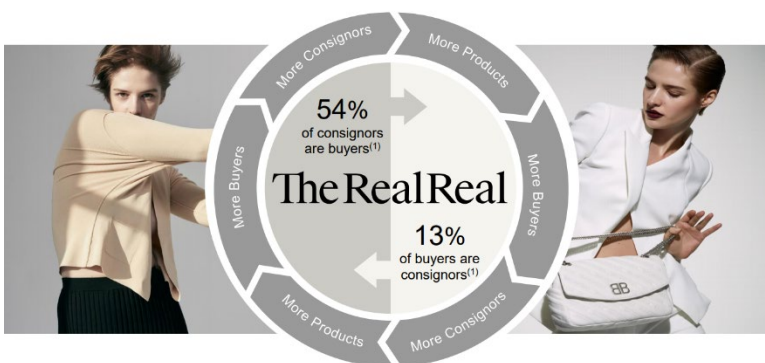 More Consignors
More Products
More Buyers
More Consignors
More Products
More Buyers
54%
of consignors
are buyers(1)
The RealReal
13%
of buyers are
consignors(1)
BB